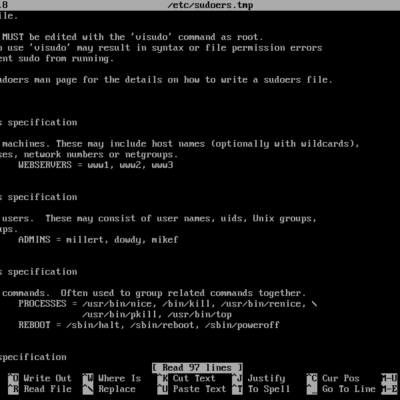 .8 /etc/sudoers.tmp
ile.
MUST be edited with the 'visudo' command as root.
o use 'visudo' may result in syntax or file permission errors
ent sudo from running.
udoers man page for the details on how to write a sudoers file.
s specification
machines. These may include host names (optionally with wildcards),
ses, network numbers or netgroups.
WEBSERVERS = www1, www2, www3
s specification
users. These may consist of user names, uids, Unix groups,
ups.
ADMINS = millert, dowdy, mikef
s specification
commands. Often used to group related commands together.
PROCESSES = /usr/bin/nice, /bin/kill, /usr/bin/renice, \
/usr/bin/pkill, /usr/bin/top
REBOOT = /sbin/halt, /sbin/reboot, /sbin/poweroff
specification
[ Read 97 lines ]
^O Write Out ^W Where Is ^K Cut Text ^J Justify ^C Cur Pos M-U
^R Read File ^\ Replace ^U Paste Text ^T To Spell ^_ Go To Line M-E